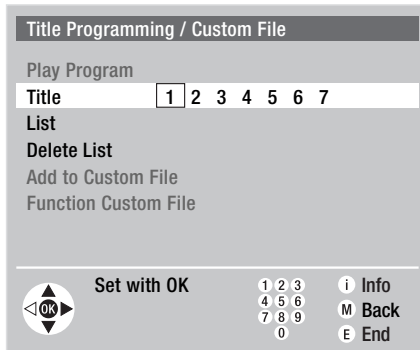 Title Programming / Custom File
Play Program
Title 1 2 3 4 5 6 7
List
Delete List
Add to Custom File
Function Custom File
OK
Set with OK
1 2 3
4 5 6
7 8 9
0
i Info
M Back
E End